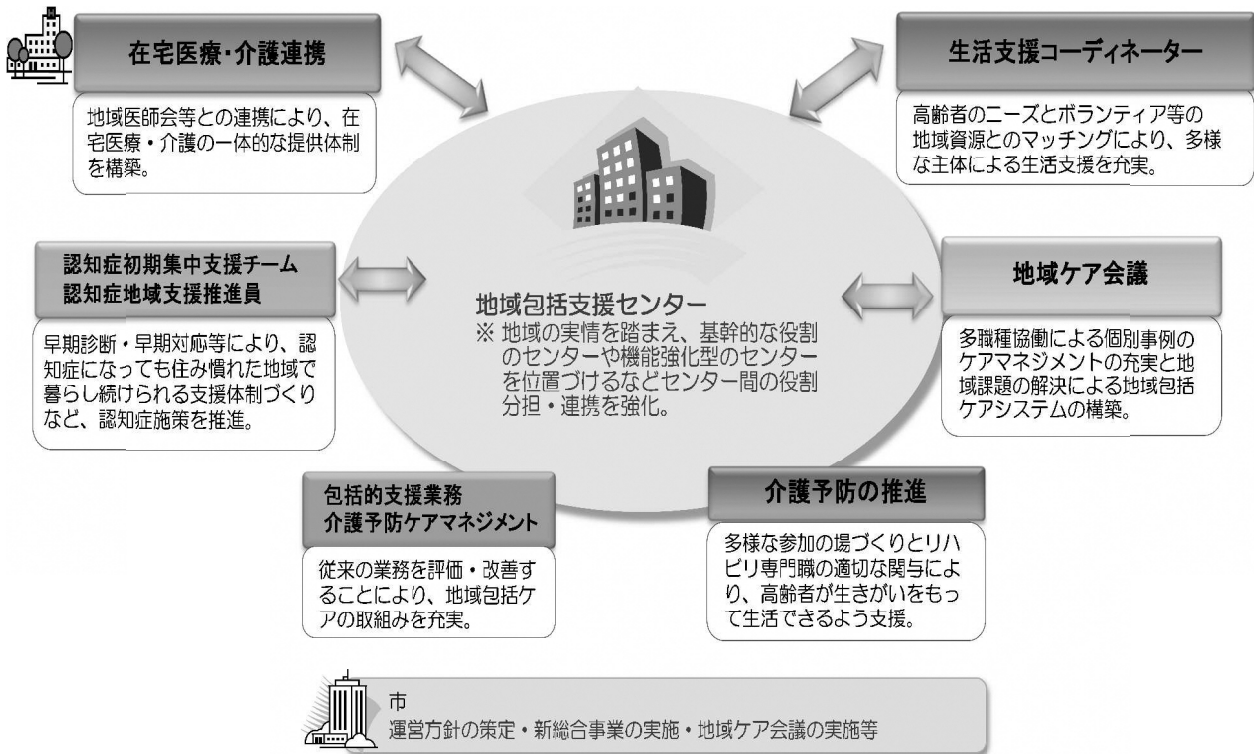 在宅医療・介護連携
地域医師会等との連携により、在
宅医療・介護の一体的な提供体制
を構築。
生活支援コーディネーター
高齢者のニーズとボランティア等の
地域資源とのマッチングにより、多様
な主体による生活支援を充実。
認知症初期集中支援チーム
認知症地域支援推進員
早期診断・早期対応等により、認
知症になっても住み慣れた地域で
暮らし続けられる支援体制づくり
など、認知症施策を推進。
地域包括支援センター
※ 地域の実情を踏まえ、基幹的な役割
のセンターや機能強化型のセンター
を位置づけるなどセンター間の役割
分担・連携を強化。
地域ケア会議
多職種協働による個別事例の
ケアマネジメントの充実と地
域課題の解決による地域包括
ケアシステムの構築。
包括的支援業務
介護予防ケアマネジメント
従来の業務を評価・改善す
ることにより、地域包括ケ
アの取組みを充実。
介護予防の推進
多様な参加の場づくりとリハ
ビリ専門職の適切な関与によ
り、高齢者が生きがいをもっ
て生活できるよう支援。
市
運営方針の策定・新総合事業の実施・地域ケア会議の実施等